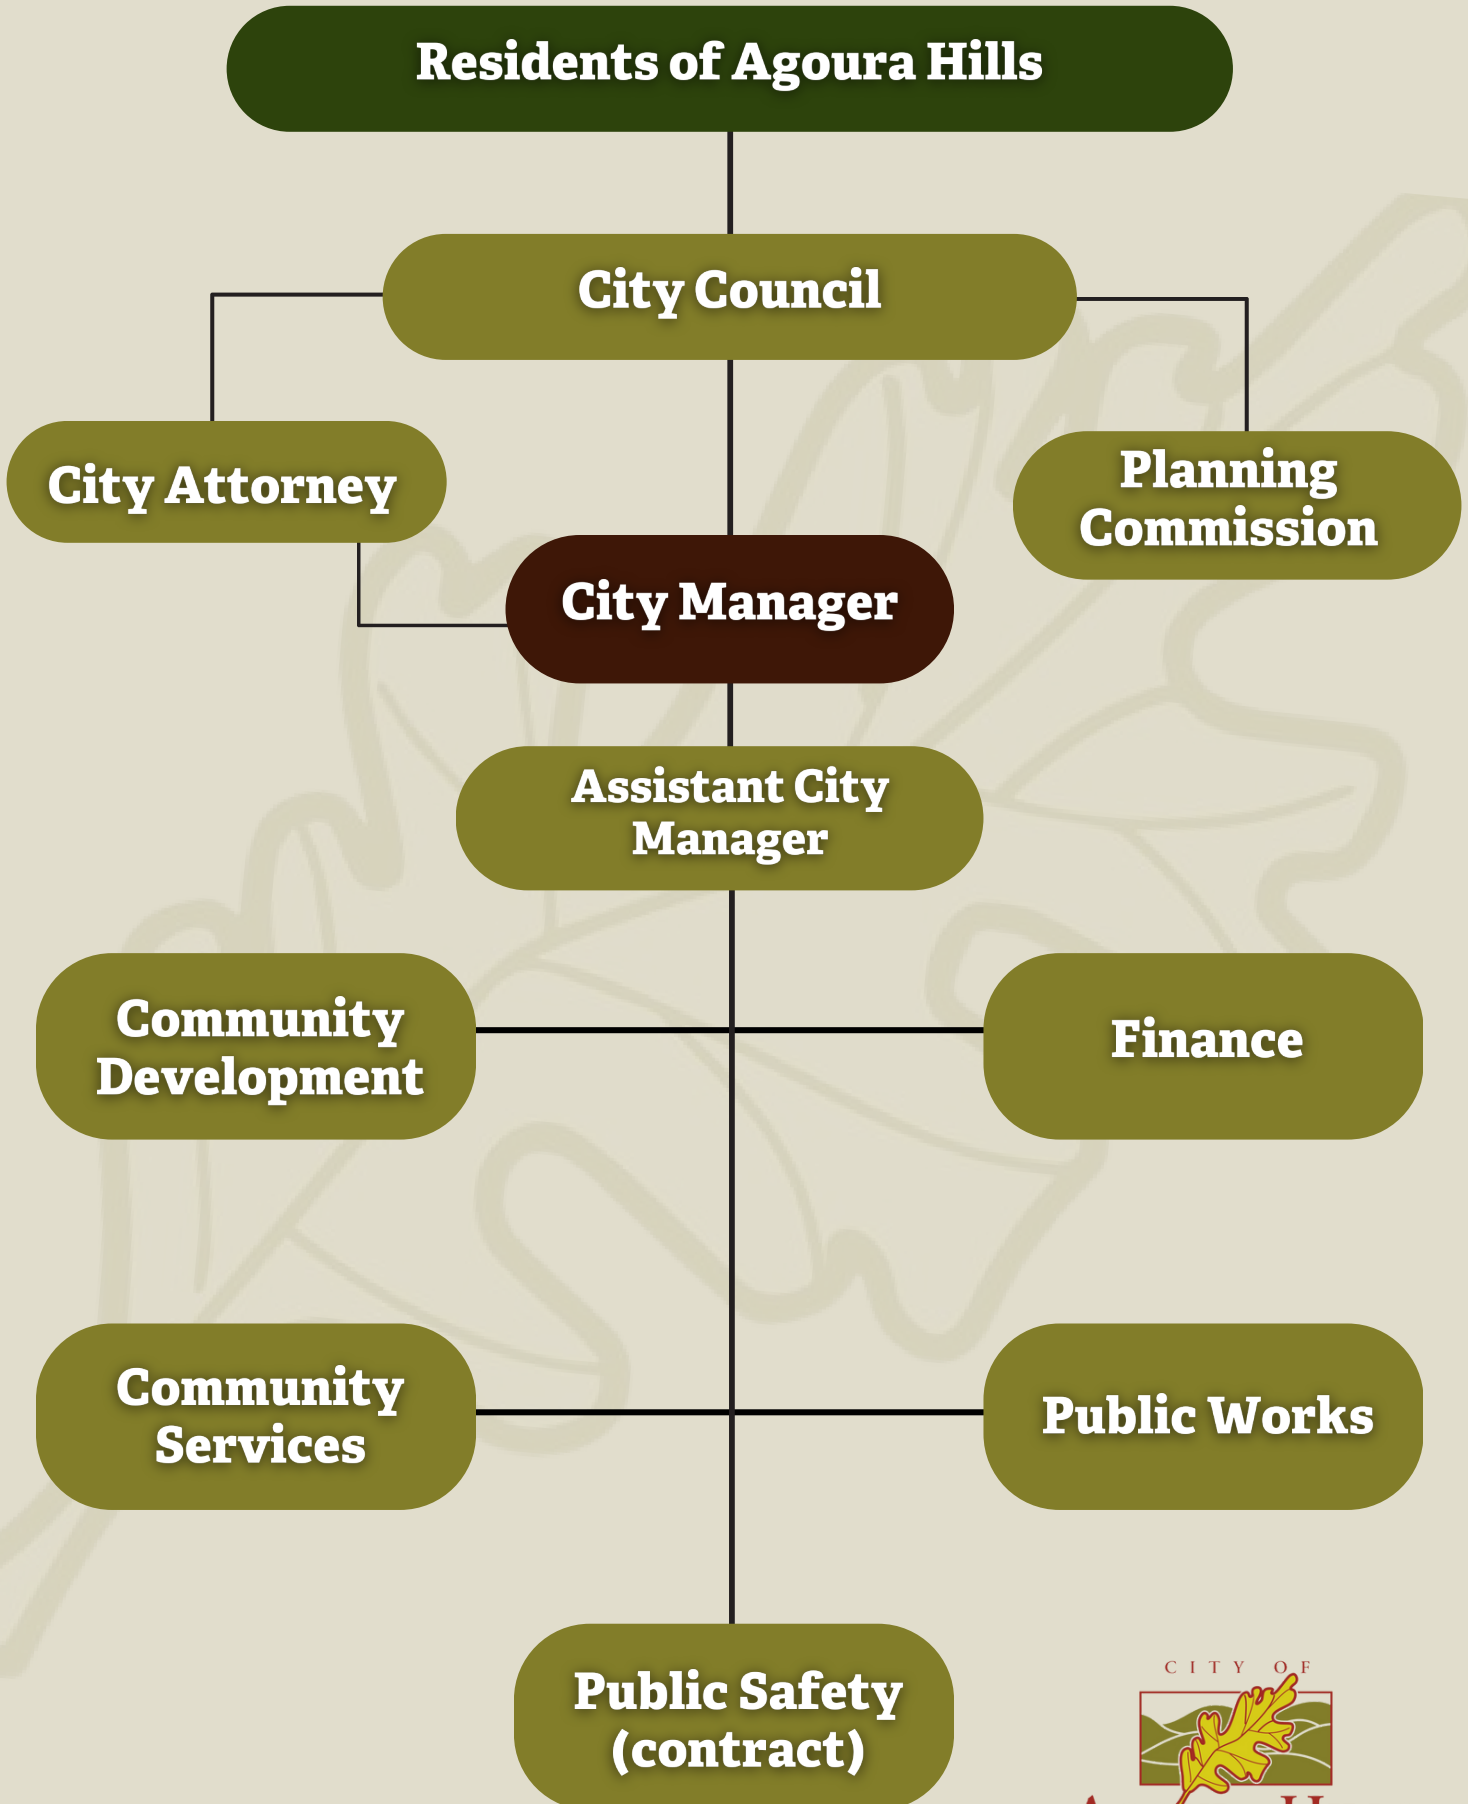 Residents of Agoura Hills
City Council
City Attorney
Planning
Commission
City Manager
Assistant City
Manager
Community
Development
Finance
Community
Services
Public Works
Public Safety
(contract)
CITY OF